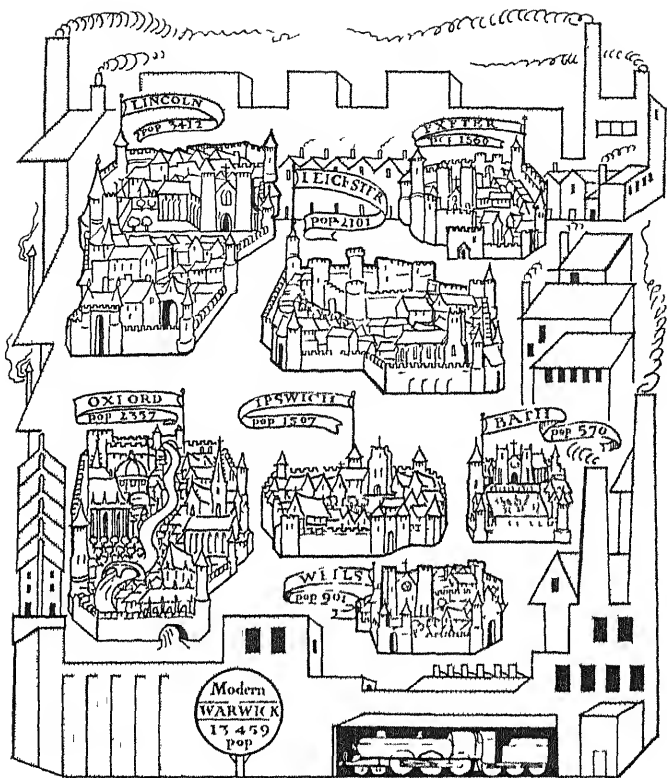 LINCOLN
pop 3412
EXETER
pop 1560
LEICESTER
pop 2101
OXFORD
pop 2357
IPSWICH
pop 1507
BATH
pop 570
WELLS
pop 901
Modern
WARWICK
13 459
pop